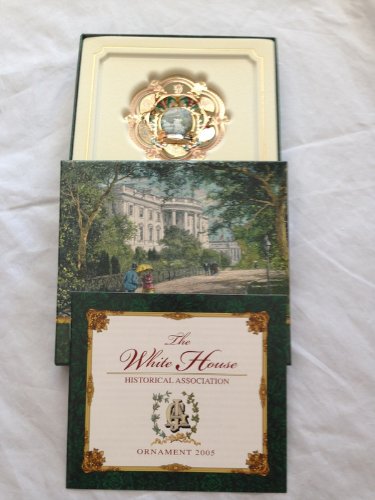 The
White House
HISTORICAL ASSOCIATION
ORNAMENT 2005